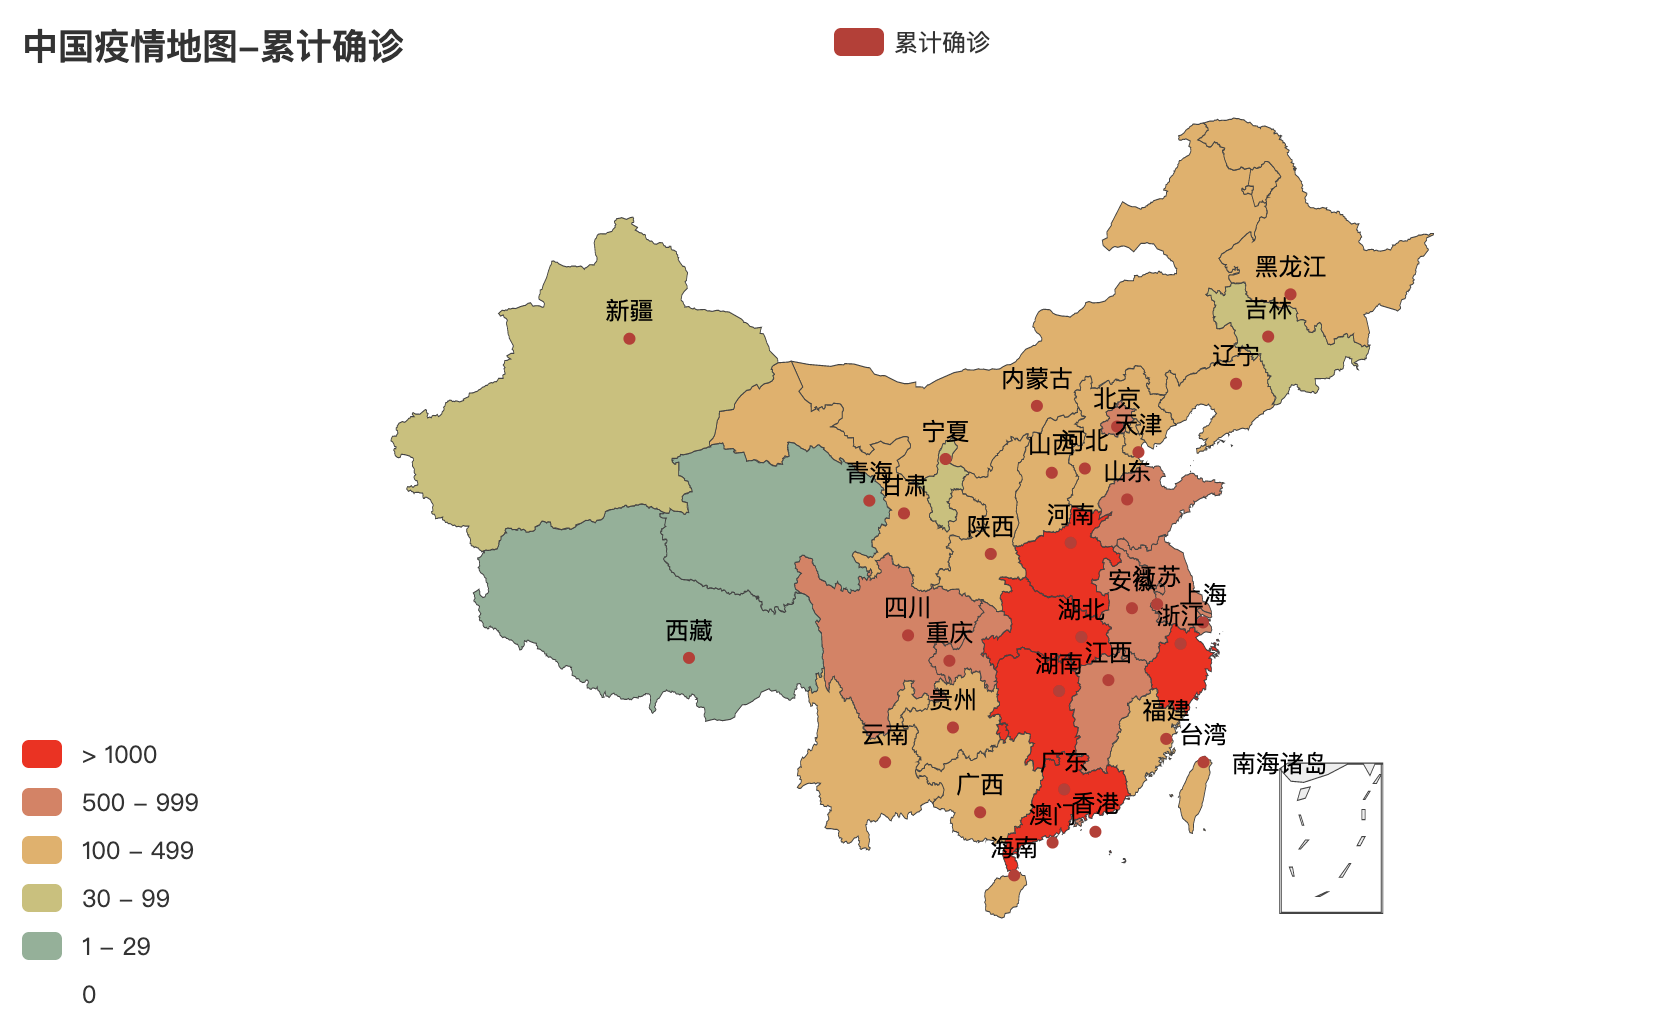 中国疫情地图-累计确诊
累计确诊
黑龙江
吉林
新疆
辽宁
内蒙古
北京
天津
宁夏
山西
河北
青海
山东
甘肃
河南
陕西
安徽
江苏
上海
四川
湖北
浙江
西藏
重庆
江西
湖南
贵州
福建
云南
台湾
广东
南海诸岛
广西
香港
澳门
海南
> 1000
500 - 999
100 - 499
30 - 99
1 - 29
0